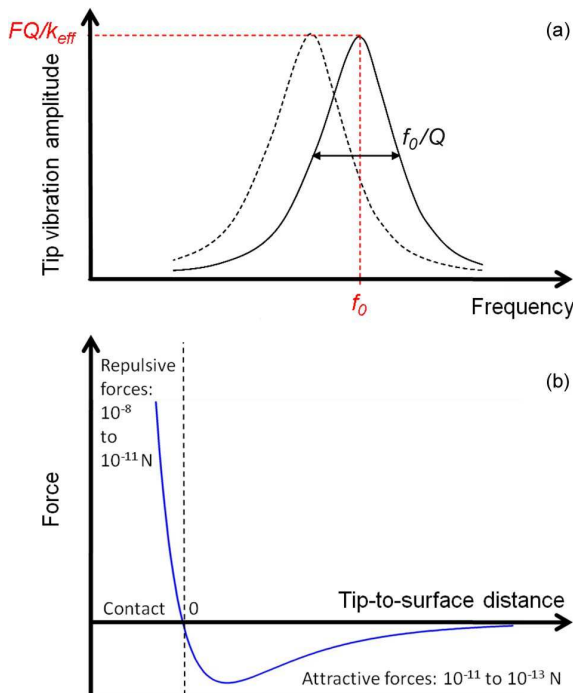 (a)
FQ/k_eff
f₀/Q
Tip vibration amplitude
f₀
Frequency
(b)
Repulsive
forces:
10⁻⁸
to
10⁻¹¹ N
Force
Contact
0
Tip-to-surface distance
Attractive forces: 10⁻¹¹ to 10⁻¹³ N